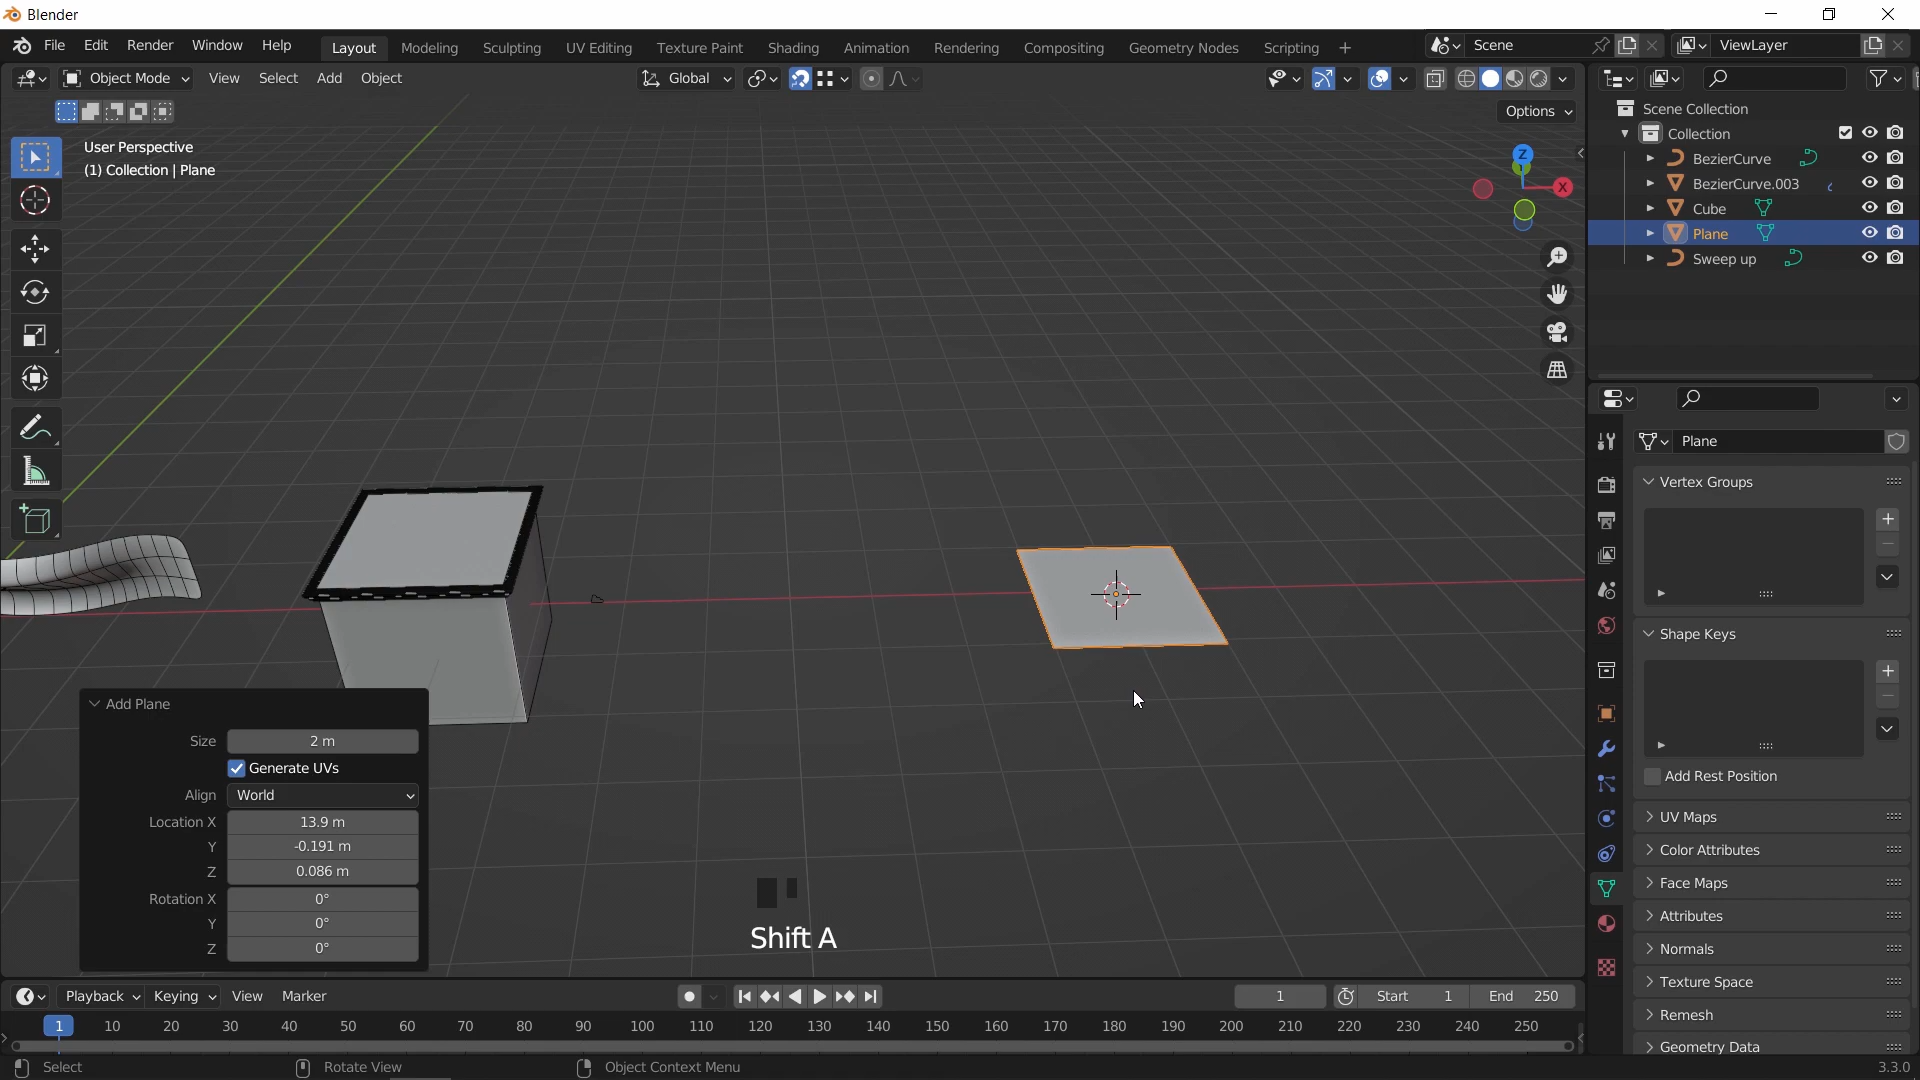 Blender
File Edit Render Window Help Layout Modeling Sculpting UV Editing Texture Paint Shading Animation Rendering Compositing Geometry Nodes Scripting + Scene ViewLayer
Object Mode View Select Add Object Global
Options
User Perspective
(1) Collection | Plane
Z
X
Scene Collection
Collection
BezierCurve
BezierCurve.003
Cube
Plane
Sweep up
Plane
Vertex Groups
Shape Keys
Add Rest Position
UV Maps
Color Attributes
Face Maps
Attributes
Normals
Texture Space
Remesh
Geometry Data
Add Plane
Size 2 m
Generate UVs
Align World
Location X 13.9 m
Y -0.191 m
Z 0.086 m
Rotation X 0°
Y 0°
Z 0°
Shift A
Playback Keying View Marker 1 Start 1 End 250
1 10 20 30 40 50 60 70 80 90 100 110 120 130 140 150 160 170 180 190 200 210 220 230 240 250
Select Rotate View Object Context Menu 3.3.0